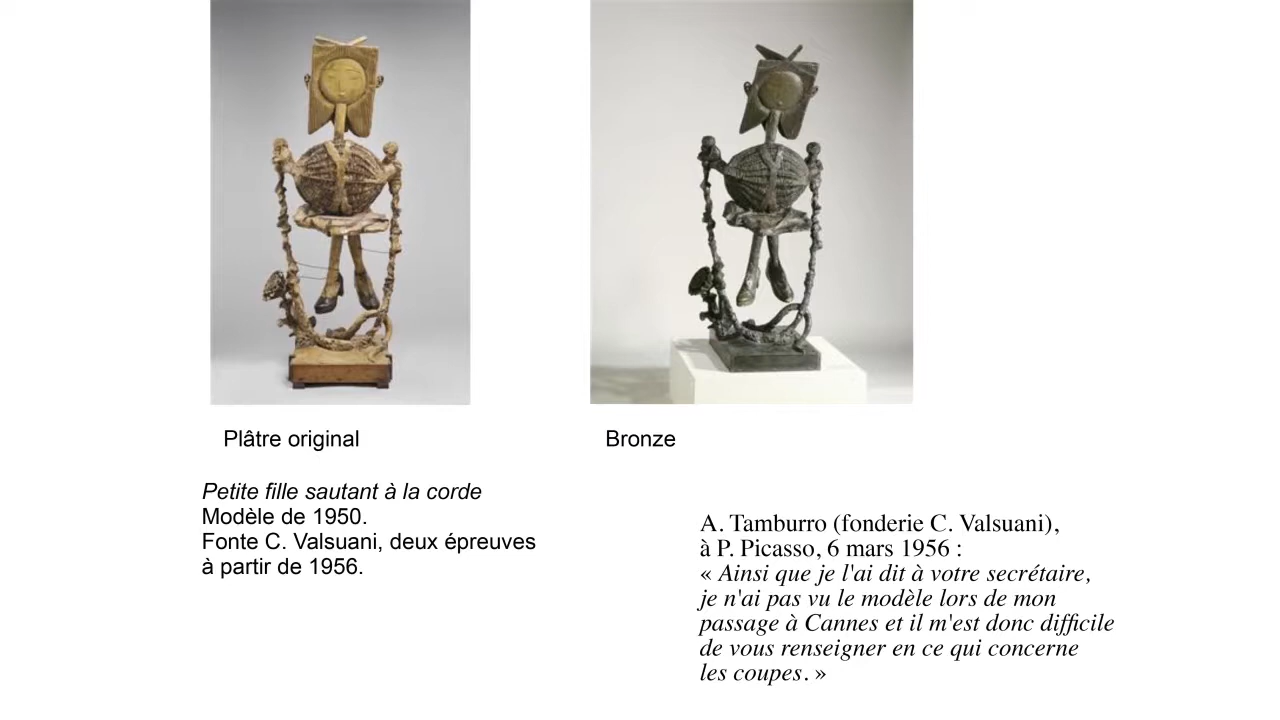 Plâtre original
Bronze
Petite fille sautant à la corde
Modèle de 1950.
Fonte C. Valsuani, deux épreuves
à partir de 1956.
A. Tamburro (fonderie C. Valsuani),
à P. Picasso, 6 mars 1956 :
« Ainsi que je l'ai dit à votre secrétaire,
je n'ai pas vu le modèle lors de mon
passage à Cannes et il m'est donc difficile
de vous renseigner en ce qui concerne
les coupes. »